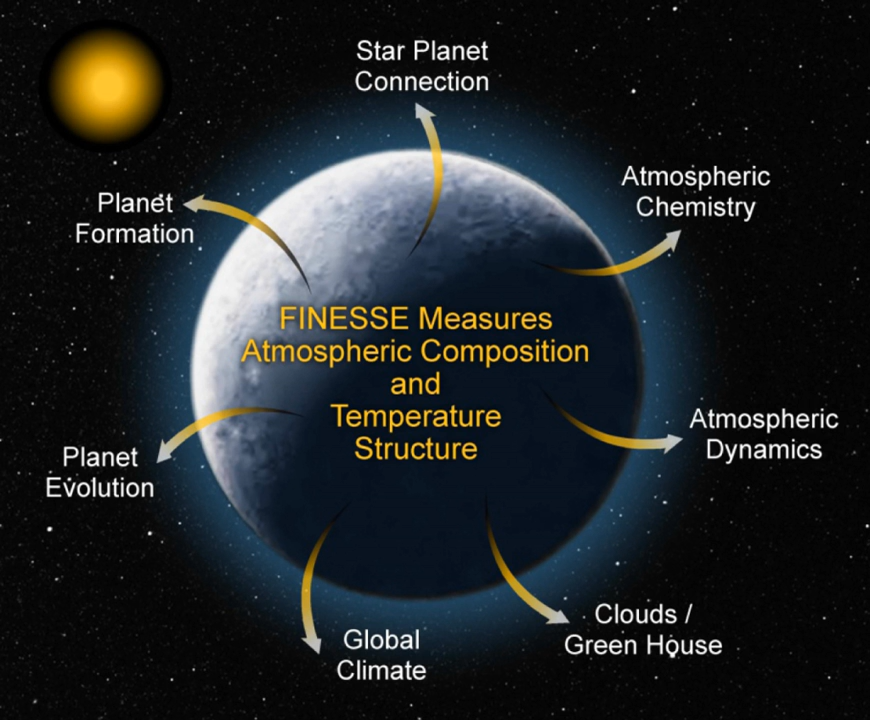 Star Planet
Connection
Atmospheric
Chemistry
Planet
Formation
FINESSE Measures
Atmospheric Composition
and
Temperature
Structure
Atmospheric
Dynamics
Planet
Evolution
Clouds /
Green House
Global
Climate